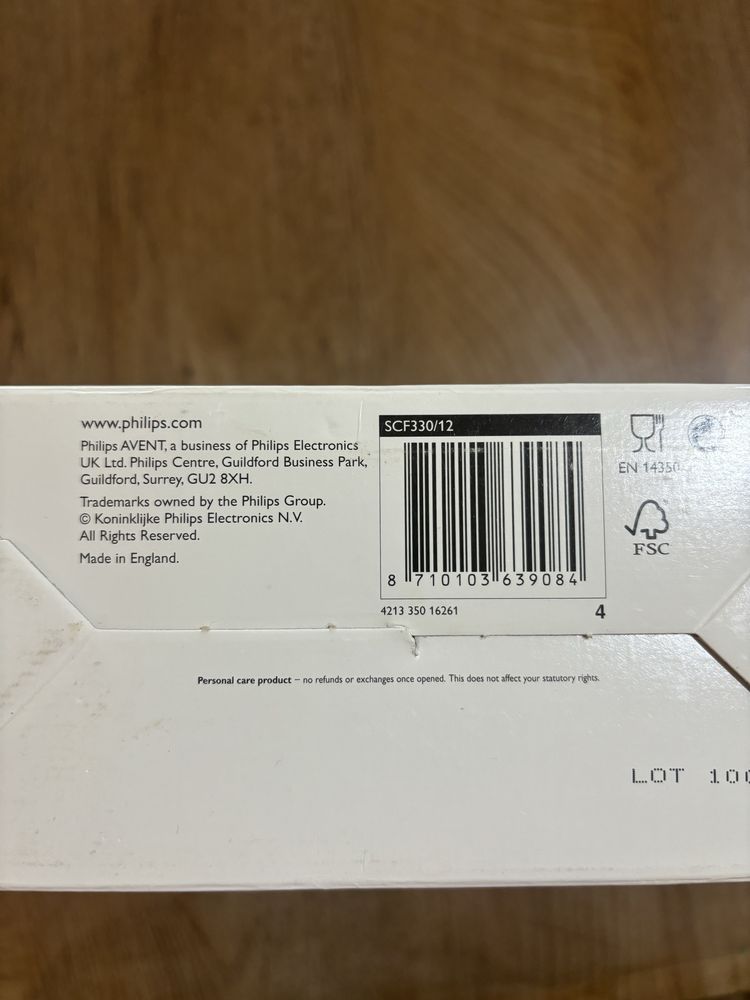 www.philips.com
Philips AVENT, a business of Philips Electronics
UK Ltd. Philips Centre, Guildford Business Park,
Guildford, Surrey, GU2 8XH.
Trademarks owned by the Philips Group.
© Koninklijke Philips Electronics N.V.
All Rights Reserved.
Made in England.
SCF330/12
8 710103 639084
4213 350 16261
4
EN 14350
FSC
Personal care product – no refunds or exchanges once opened. This does not affect your statutory rights.
LOT